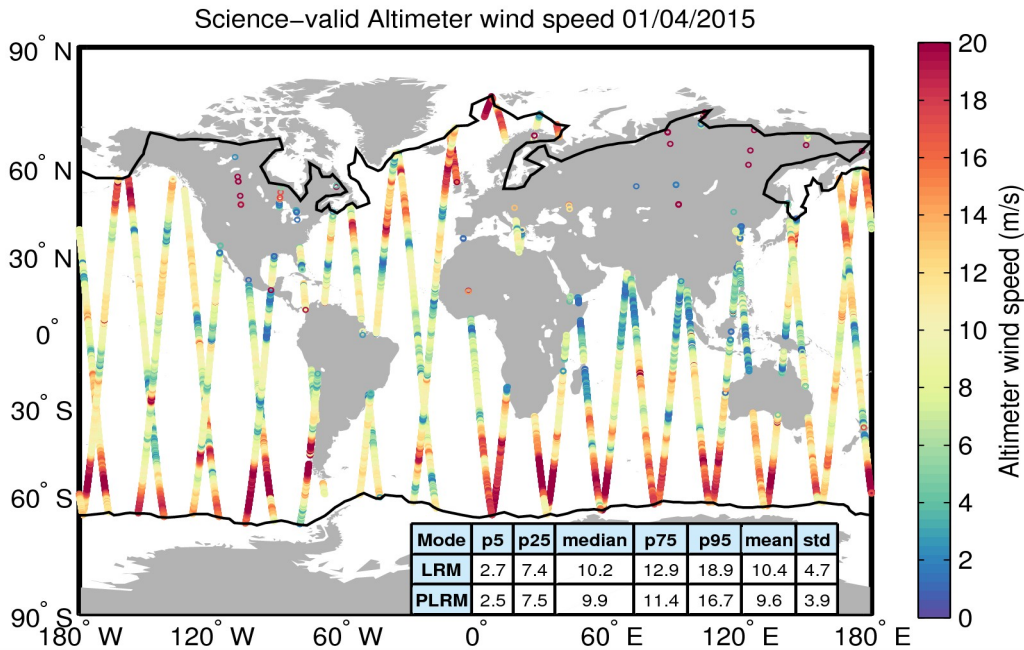 Science−valid Altimeter wind speed 01/04/2015
90° N
60° N
30° N
0°
30° S
60° S
90° S
180° W 120° W 60° W 0° 60° E 120° E 180° E
Mode p5 p25 median p75 p95 mean std
LRM 2.7 7.4 10.2 12.9 18.9 10.4 4.7
PLRM 2.5 7.5 9.9 11.4 16.7 9.6 3.9
20
18
16
14
12
10
8
6
4
2
0
Altimeter wind speed (m/s)